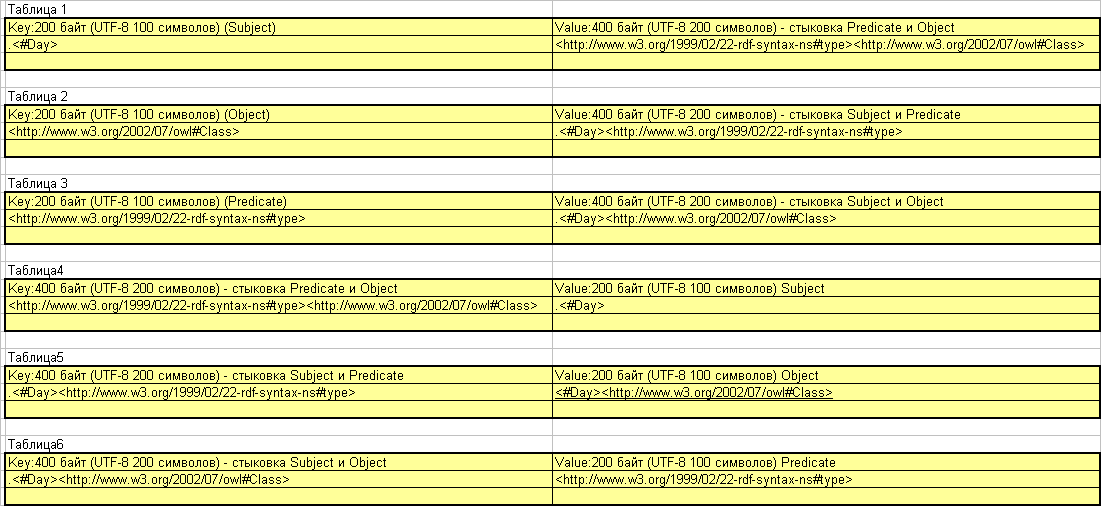 Таблица 1
Key:200 байт (UTF-8 100 символов) (Subject) Value:400 байт (UTF-8 200 символов) - стыковка Predicate и Object
.<#Day> <http://www.w3.org/1999/02/22-rdf-syntax-ns#type><http://www.w3.org/2002/07/owl#Class>
Таблица 2
Key:200 байт (UTF-8 100 символов) (Object) Value:400 байт (UTF-8 200 символов) - стыковка Subject и Predicate
<http://www.w3.org/2002/07/owl#Class> .<#Day><http://www.w3.org/1999/02/22-rdf-syntax-ns#type>
Таблица 3
Key:200 байт (UTF-8 100 символов) (Predicate) Value:400 байт (UTF-8 200 символов) - стыковка Subject и Object
<http://www.w3.org/1999/02/22-rdf-syntax-ns#type> .<#Day><http://www.w3.org/2002/07/owl#Class>
Таблица4
Key:400 байт (UTF-8 200 символов) - стыковка Predicate и Object Value:200 байт (UTF-8 100 символов) Subject
<http://www.w3.org/1999/02/22-rdf-syntax-ns#type><http://www.w3.org/2002/07/owl#Class> .<#Day>
Таблица5
Key:400 байт (UTF-8 200 символов) - стыковка Subject и Predicate Value:200 байт (UTF-8 100 символов) Object
.<#Day><http://www.w3.org/1999/02/22-rdf-syntax-ns#type> <#Day><http://www.w3.org/2002/07/owl#Class>
Таблица6
Key:400 байт (UTF-8 200 символов) - стыковка Subject и Object Value:200 байт (UTF-8 100 символов) Predicate
.<#Day><http://www.w3.org/2002/07/owl#Class> <http://www.w3.org/1999/02/22-rdf-syntax-ns#type>